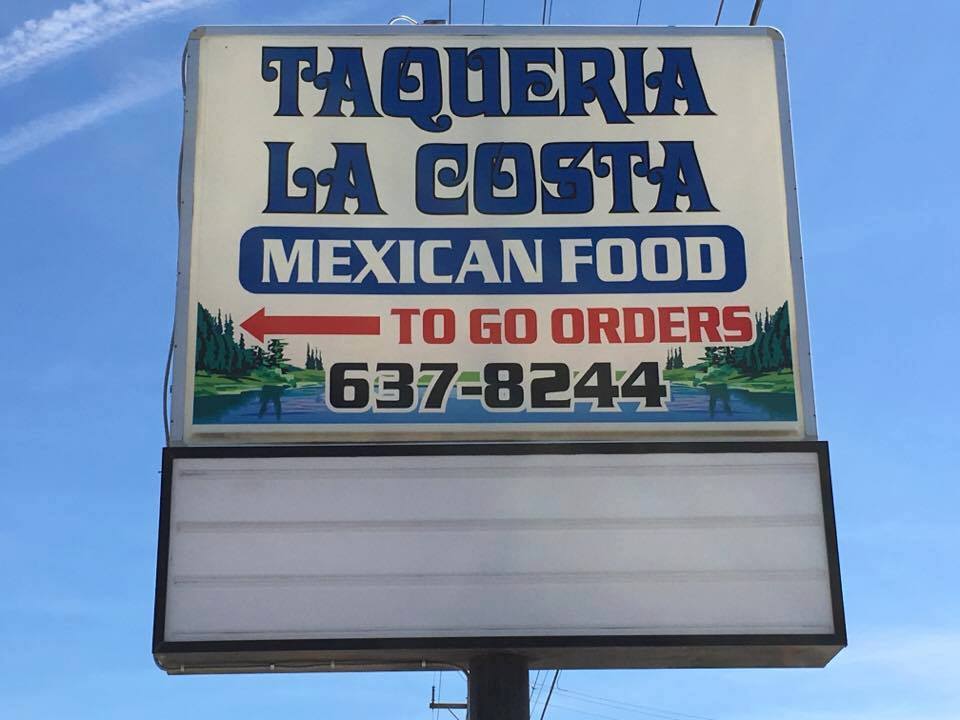 TAQUERIA
LA COSTA
MEXICAN FOOD
TO GO ORDERS
637-8244